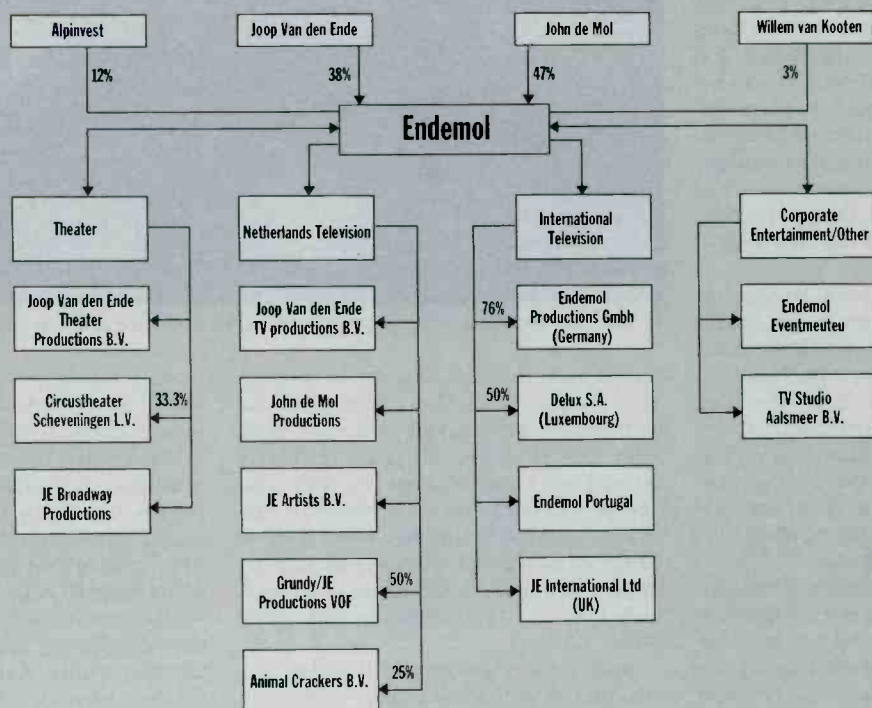 Alpinvest
Joop Van den Ende
John de Mol
Willem van Kooten
12%
38%
47%
3%
Endemol
Theater
Netherlands Television
International
Television
Corporate
Entertainment/Other
Joop Van den Ende
Theater
Productions B.V.
Circustheater
Scheveningen L.V.
33.3%
JE Broadway
Productions
Joop Van den Ende
TV productions B.V.
John de Mol
Productions
JE Artists B.V.
Grundy/JE
Productions VOF
50%
Animal Crackers B.V.
25%
76%
Endemol
Productions Gmbh
(Germany)
50%
Delux S.A.
(Luxembourg)
Endemol Portugal
JE International Ltd
(UK)
Endemol
Eventmeuteu
TV Studio
Aalsmeer B.V.